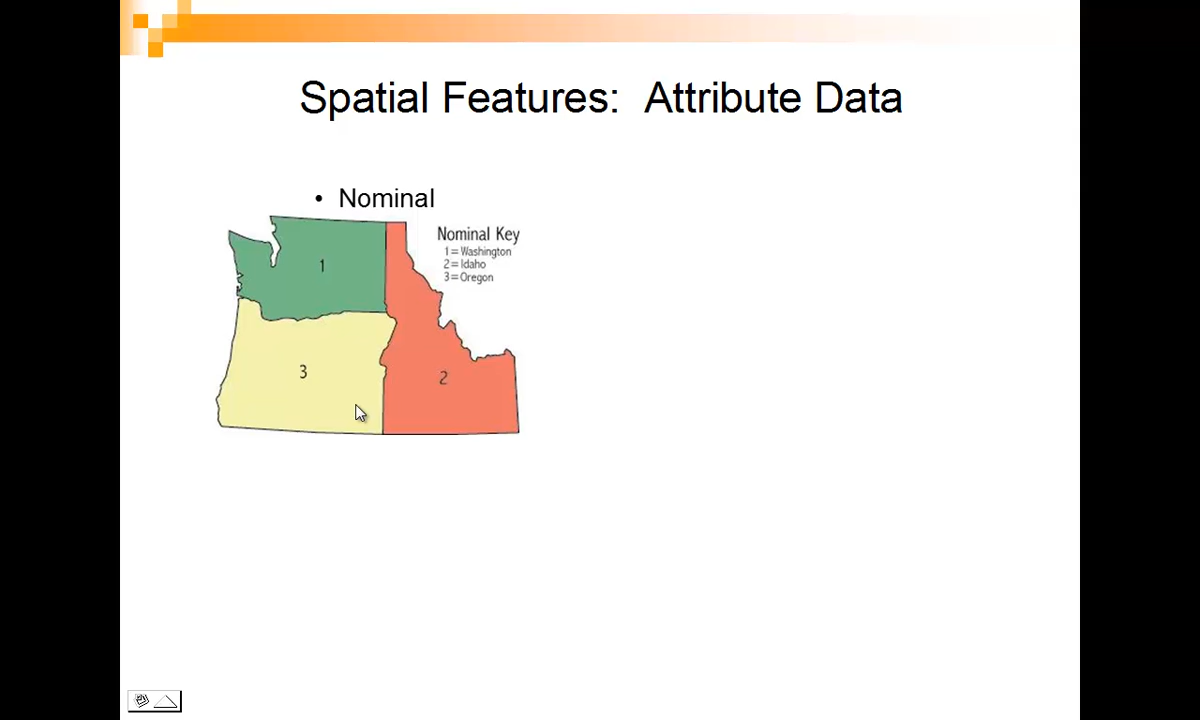 Spatial Features: Attribute Data
• Nominal
Nominal Key
1=Washington
2=Idaho
3=Oregon
1
3
2